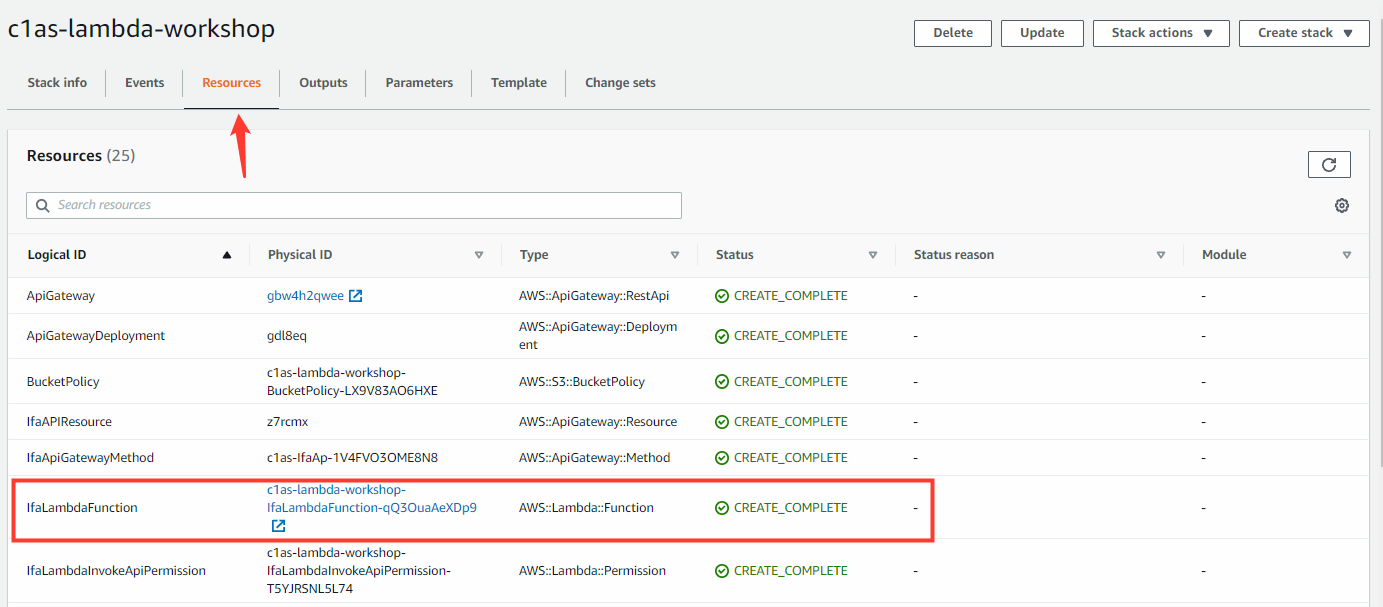 c1as-lambda-workshop
Delete
Update
Stack actions
Create stack
Stack info
Events
Resources
Outputs
Parameters
Template
Change sets
Resources (25)
Search resources
Logical ID
Physical ID
Type
Status
Status reason
Module
ApiGateway
gbw4h2qwee
AWS::ApiGateway::RestApi
CREATE_COMPLETE
-
-
ApiGatewayDeployment
gdl8eq
AWS::ApiGateway::Deploym
ent
CREATE_COMPLETE
-
-
BucketPolicy
c1as-lambda-workshop-
BucketPolicy-LX9V83AO6HXE
AWS::S3::BucketPolicy
CREATE_COMPLETE
-
-
IfaAPIResource
z7rcmx
AWS::ApiGateway::Resource
CREATE_COMPLETE
-
-
IfaApiGatewayMethod
c1as-IfaAp-1V4FVO3OME8N8
AWS::ApiGateway::Method
CREATE_COMPLETE
-
-
IfaLambdaFunction
c1as-lambda-workshop-
IfaLambdaFunction-qQ3OuaAeXDp9
AWS::Lambda::Function
CREATE_COMPLETE
-
-
IfaLambdaInvokeApiPermission
c1as-lambda-workshop-
IfaLambdaInvokeApiPermission-
T5YJRSNL5L74
AWS::Lambda::Permission
CREATE_COMPLETE
-
-